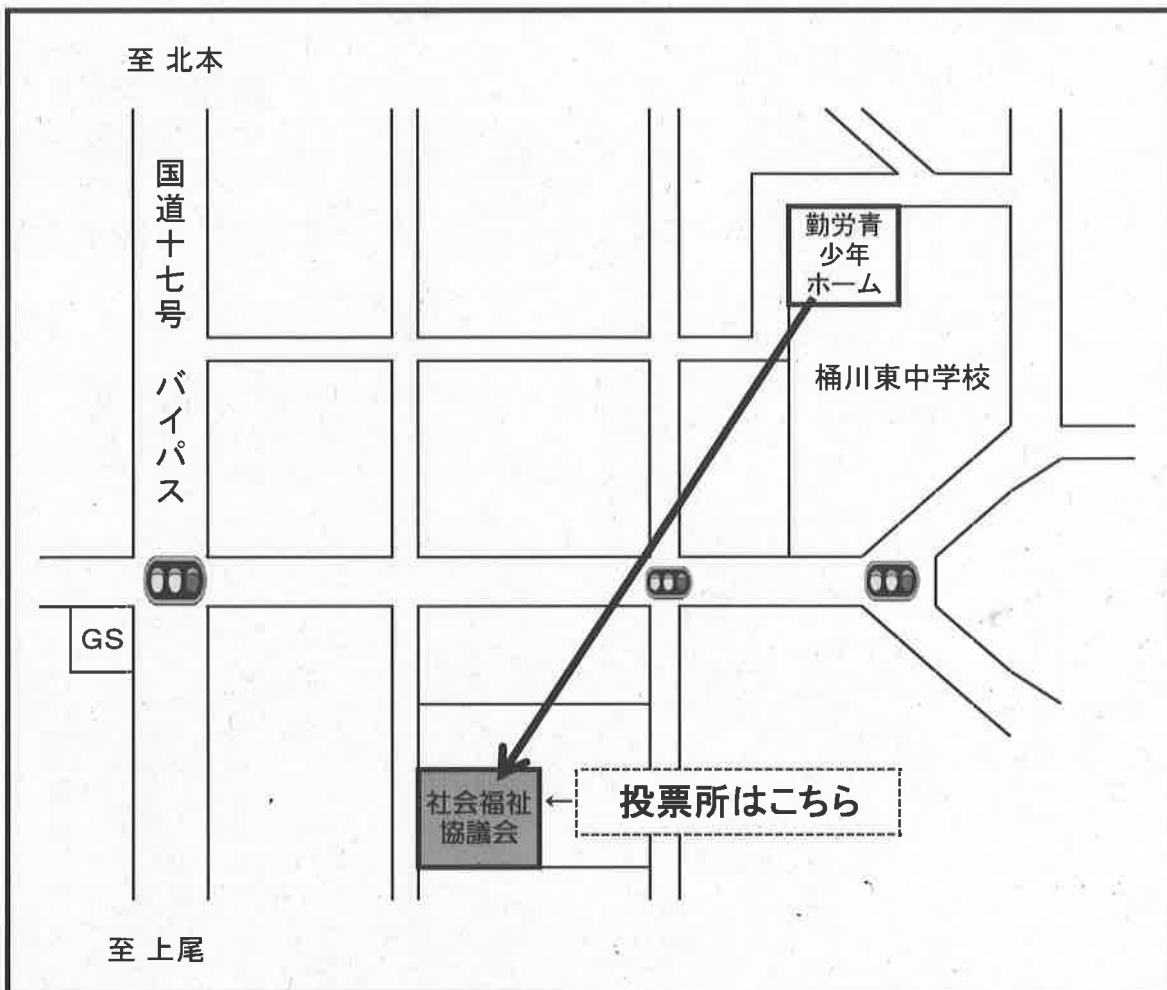 至 北本
国道十七号 バイパス
勤労青
少年
ホーム
桶川東中学校
GS
社会福祉
協議会
← 投票所はこちら
至 上尾